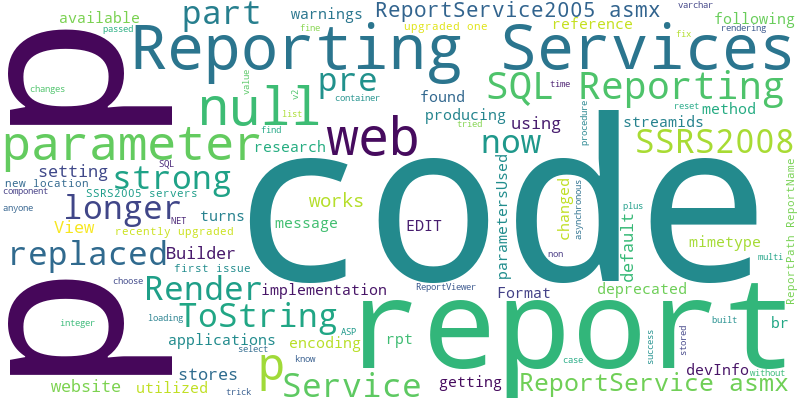 available
part
warnings
ReportService2005 asmx
varchar
following
passed
Reporting Services
upgraded one
fine
reference
fix
rendering
q
changes
null
pre
value
v2
container
found
SQL Reporting
time
method
reset
list
producing
using
procedure
streamids
parameter
find
research
web
tried
now
SSRS2008
setting
SQL
strong
new location
component
SSRS2005 servers
anyone
longer
NET
turns
works
message
EDIT
code
parametersUsed
changed
asynchronous
default
plus
mimetype
multi
View
recently upgraded
replaced
Builder
first issue
non
ReportPath ReportName
q
choose
Render
implementation
ReportViewer
Format
deprecated
integer
loading
ToString
ASP
applications
encoding
rpt
report
built
br
select
know
case
success
stored
without
stores
p
devInfo
website
utilized
trick
Service
getting
ReportService asmx